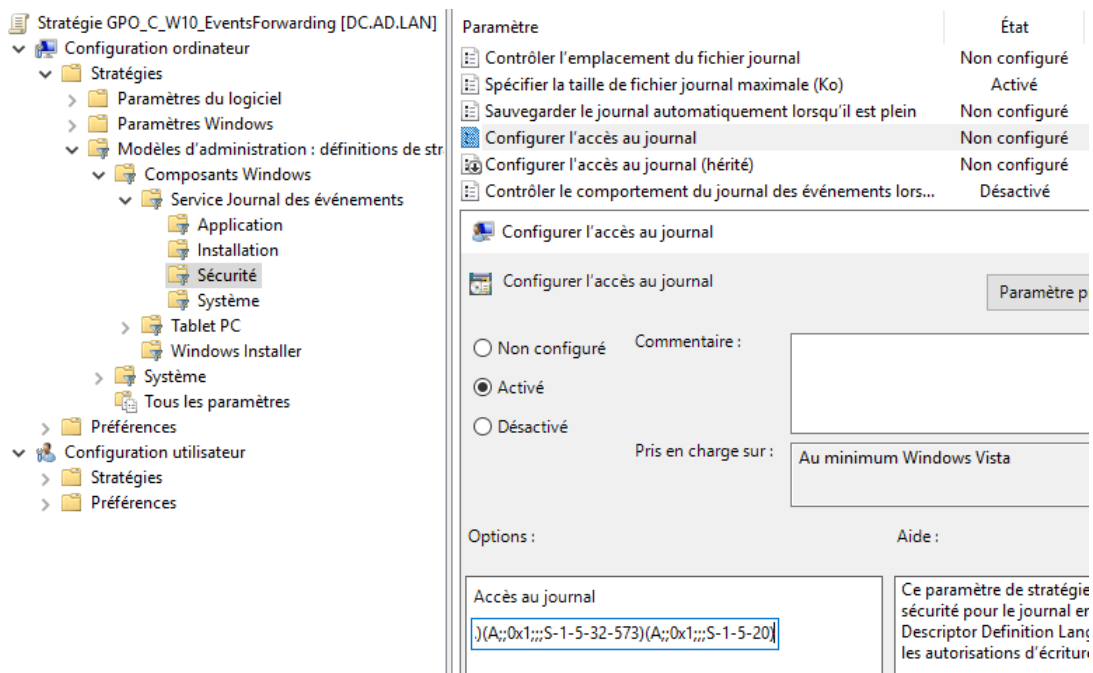 Stratégie GPO_C_W10_EventsForwarding [DC.AD.LAN]
Configuration ordinateur
Stratégies
Paramètres du logiciel
Paramètres Windows
Modèles d'administration : définitions de str
Composants Windows
Service Journal des événements
Application
Installation
Sécurité
Système
Tablet PC
Windows Installer
Système
Tous les paramètres
Préférences
Configuration utilisateur
Stratégies
Préférences
Paramètre État
Contrôler l'emplacement du fichier journal Non configuré
Spécifier la taille de fichier journal maximale (Ko) Activé
Sauvegarder le journal automatiquement lorsqu'il est plein Non configuré
Configurer l'accès au journal Non configuré
Configurer l'accès au journal (hérité) Non configuré
Contrôler le comportement du journal des événements lors... Désactivé
Configurer l'accès au journal
Configurer l'accès au journal
Paramètre p
Non configuré
Commentaire :
Activé
Désactivé
Pris en charge sur :
Au minimum Windows Vista
Options :
Aide :
Accès au journal
.)(A;;0x1;;;S-1-5-32-573)(A;;0x1;;;S-1-5-20)
Ce paramètre de stratégie
sécurité pour le journal en
Descriptor Definition Lang
les autorisations d'écriture